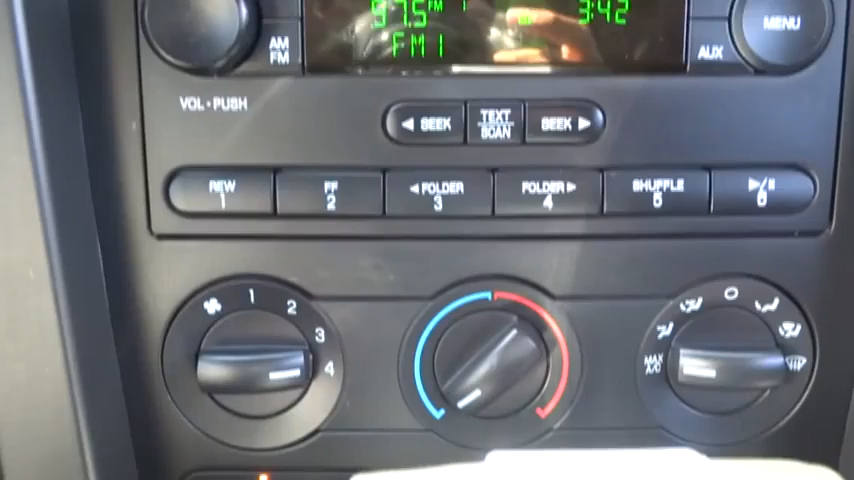 97.5 FM 1 3:42
FM1
AM
FM
AUX
MENU
VOL • PUSH
◀ SEEK
TEXT
SCAN
SEEK ▶
REW
1
FF
2
◀FOLDER
3
FOLDER▶
4
SHUFFLE
5
▶/II
6
1 2 3 4
MAX
A/C